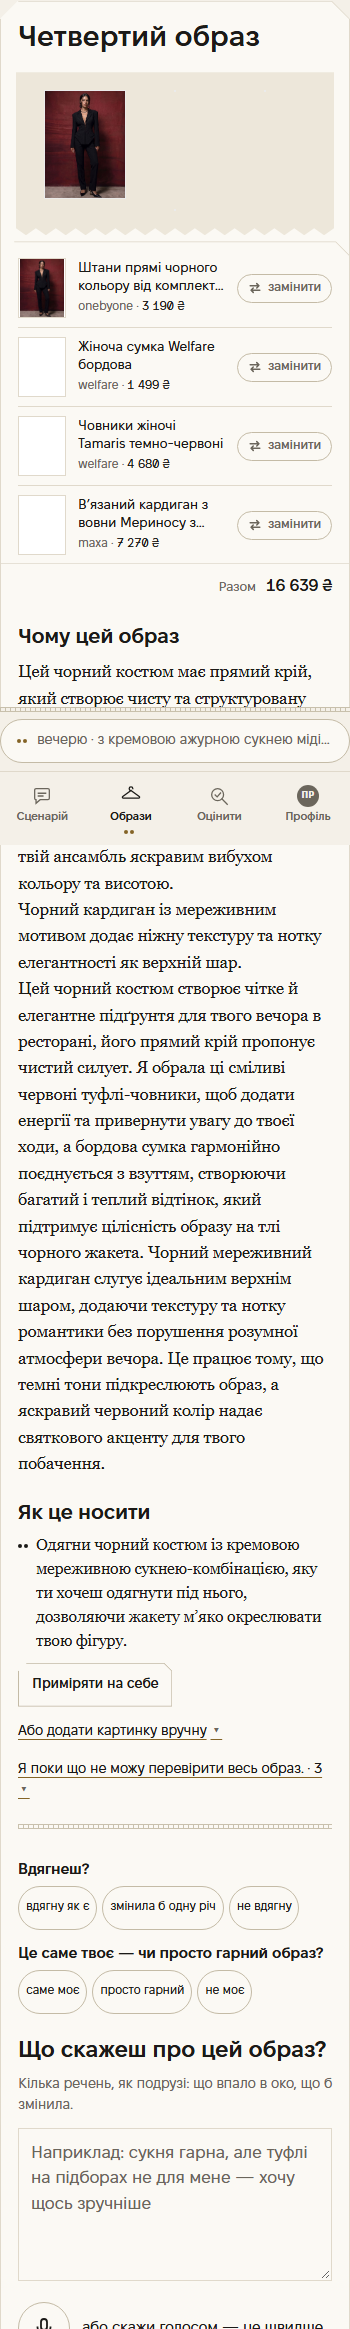 Четвертий образ
Штани прямі чорного
кольору від комплект...
onebyone · 3 190 ₴
замінити
Жіноча сумка Welfare
бордова
welfare · 1 499 ₴
замінити
Човники жіночі
Tamaris темно-червоні
welfare · 4 680 ₴
замінити
В'язаний кардиган з
вовни Мериносу з...
maxa · 7 270 ₴
замінити
Разом 16 639 ₴
Чому цей образ
Цей чорний костюм має прямий крій,
який створює чисту та структуровану
вечерю · з кремовою ажурною сукнею міді...
Сценарій
Образи
Оцінити
ПР
Профіль
твій ансамбль яскравим вибухом
кольору та висотою.
Чорний кардиган із мереживним
мотивом додає ніжну текстуру та нотку
елегантності як верхній шар.
Цей чорний костюм створює чітке й
елегантне підґрунтя для твого вечора в
ресторані, його прямий крій пропонує
чистий силует. Я обрала ці сміливі
червоні туфлі-човники, щоб додати
енергії та привернути увагу до твоєї
ходи, а бордова сумка гармонійно
поєднується з взуттям, створюючи
багатий і теплий відтінок, який
підтримує цілісність образу на тлі
чорного жакета. Чорний мереживний
кардиган слугує ідеальним верхнім
шаром, додаючи текстуру та нотку
романтики без порушення розумної
атмосфери вечора. Це працює тому, що
темні тони підкреслюють образ, а
яскравий червоний колір надає
святкового акценту для твого
побачення.
Як це носити
Одягни чорний костюм із кремовою
мереживною сукнею-комбінацією, яку
ти хочеш одягнути під нього,
дозволяючи жакету м'яко окреслювати
твою фігуру.
Приміряти на себе
Або додати картинку вручну
Я поки що не можу перевірити весь образ. · 3
Вдягнеш?
вдягну як є
змінила б одну річ
не вдягну
Це саме твоє — чи просто гарний образ?
саме моє
просто гарний
не моє
Що скажеш про цей образ?
Кілька речень, як подрузі: що впало в око, що б
змінила.
Наприклад: сукня гарна, але туфлі
на підборах не для мене — хочу
щось зручніше
або скажи голосом — це швидше